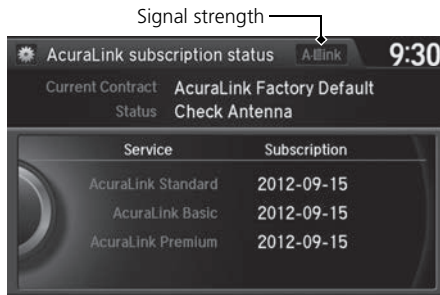 Signal strength
AcuraLink subscription status A-Link 9:30
Current Contract AcuraLink Factory Default
Status Check Antenna
Service Subscription
AcuraLink Standard 2012-09-15
AcuraLink Basic 2012-09-15
AcuraLink Premium 2012-09-15